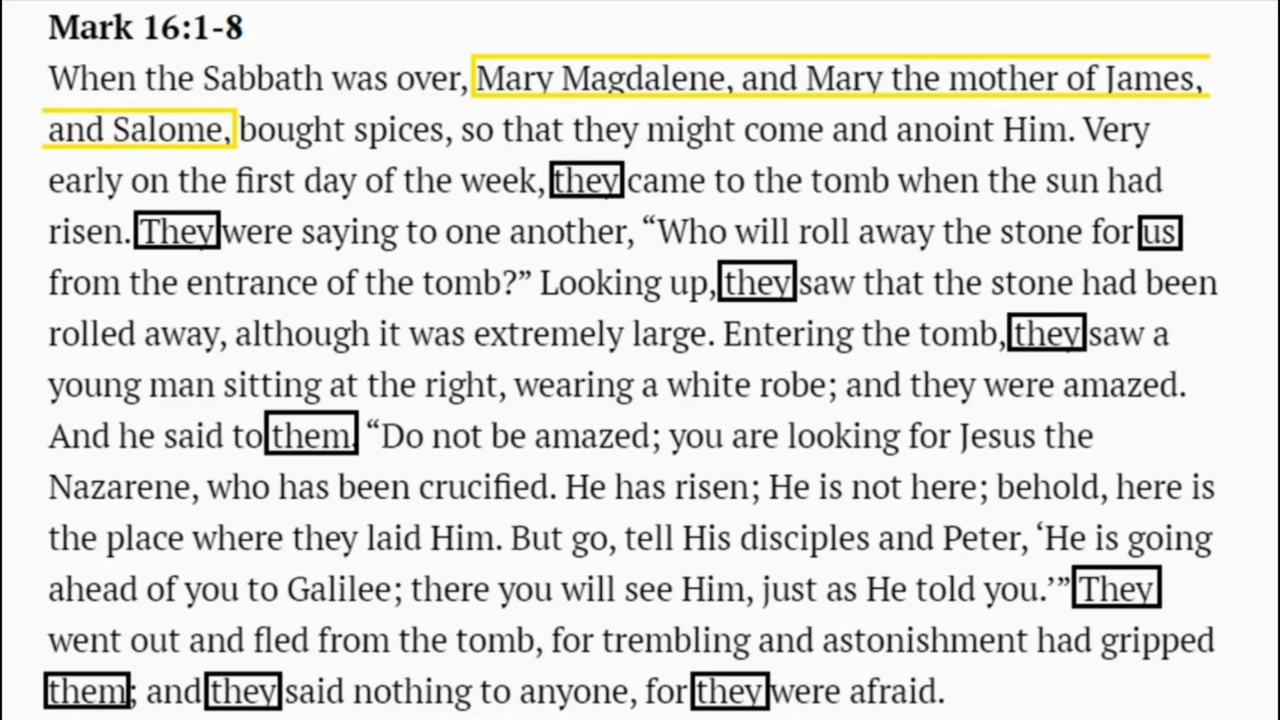 Mark 16:1-8
When the Sabbath was over, Mary Magdalene, and Mary the mother of James,
and Salome, bought spices, so that they might come and anoint Him. Very
early on the first day of the week, they came to the tomb when the sun had
risen. They were saying to one another, “Who will roll away the stone for us
from the entrance of the tomb?” Looking up, they saw that the stone had been
rolled away, although it was extremely large. Entering the tomb, they saw a
young man sitting at the right, wearing a white robe; and they were amazed.
And he said to them, “Do not be amazed; you are looking for Jesus the
Nazarene, who has been crucified. He has risen; He is not here; behold, here is
the place where they laid Him. But go, tell His disciples and Peter, ‘He is going
ahead of you to Galilee; there you will see Him, just as He told you.’” They
went out and fled from the tomb, for trembling and astonishment had gripped
them; and they said nothing to anyone, for they were afraid.